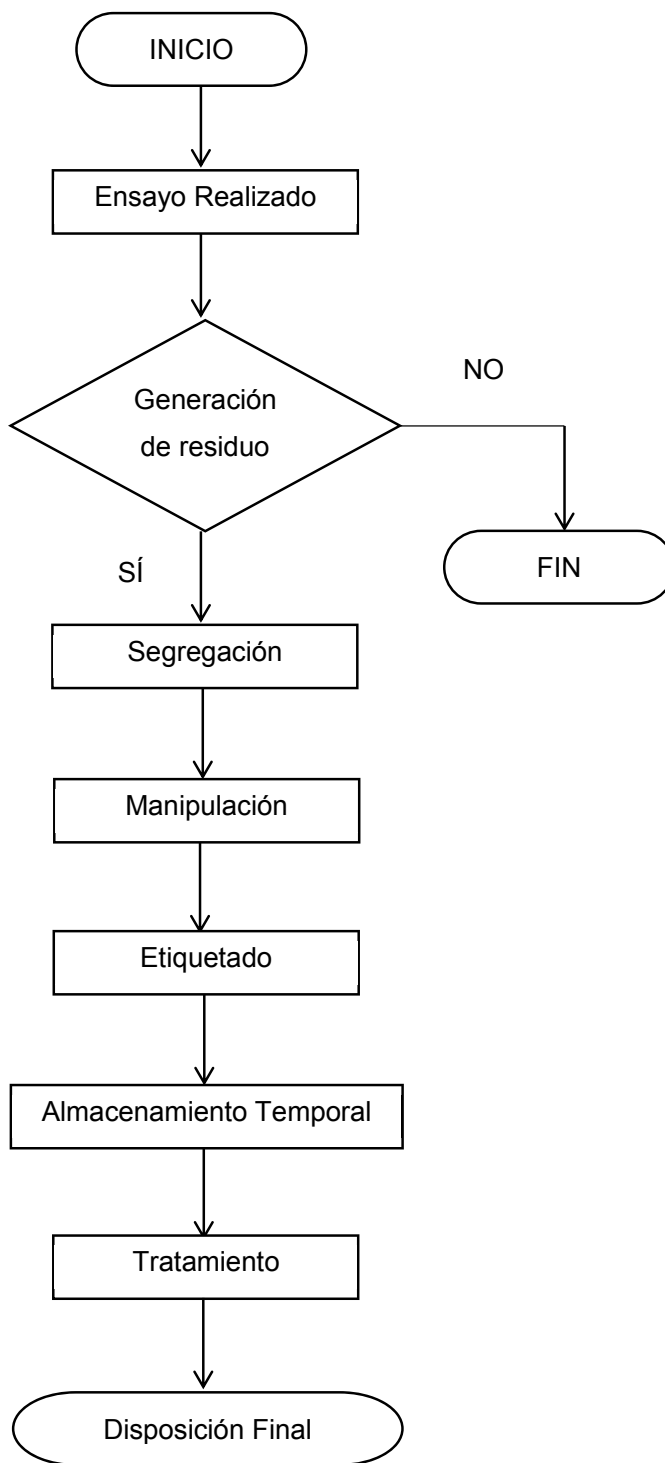 INICIO
Ensayo Realizado
Generación
de residuo
NO
FIN
SÍ
Segregación
Manipulación
Etiquetado
Almacenamiento Temporal
Tratamiento
Disposición Final